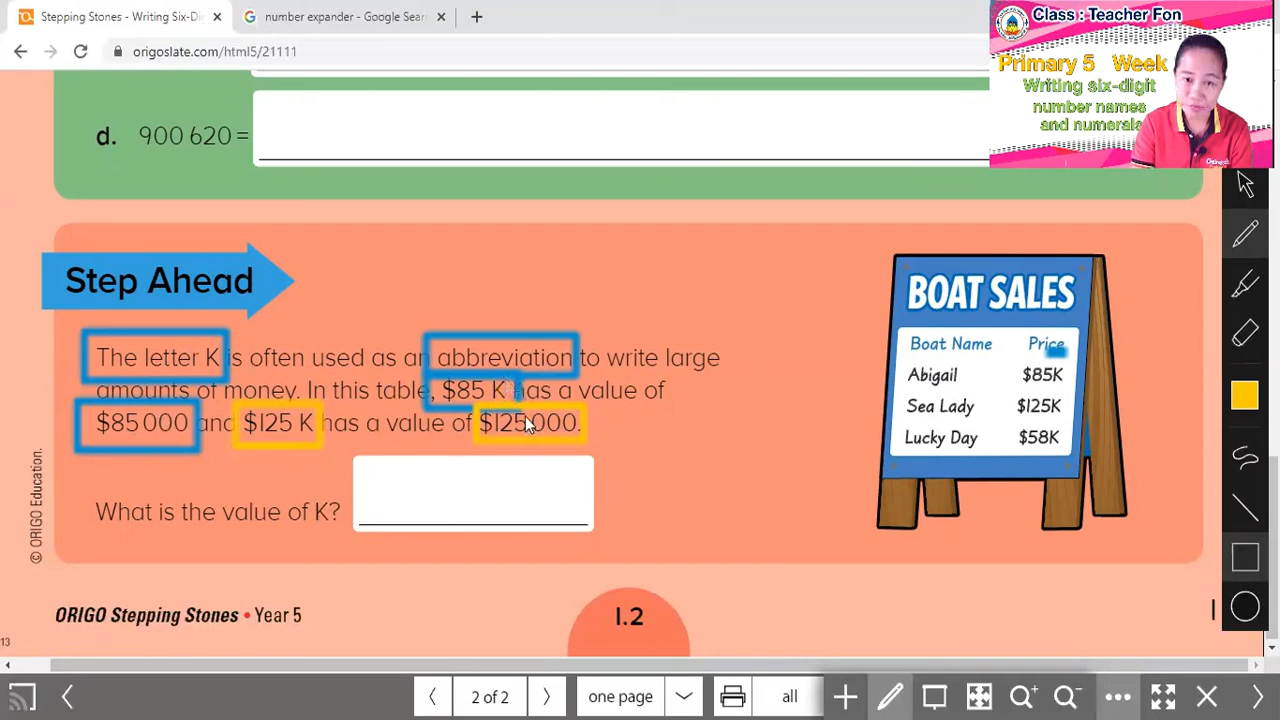 Stepping Stones - Writing Six-Di
number expander - Google Sear
origoslate.com/html5/21111
Class : Teacher Fon
Primary 5 Week
Writing six-digit
number names
and numerals
d. 900 620 =
Step Ahead
The letter K is often used as an abbreviation to write large
amounts of money. In this table, $85 K has a value of
$85 000 and $125 K has a value of $125 000.
What is the value of K?
BOAT SALES
Boat Name Price
Abigail $85K
Sea Lady $125K
Lucky Day $58K
© ORIGO Education.
ORIGO Stepping Stones • Year 5
1.2
13
2 of 2
one page
all